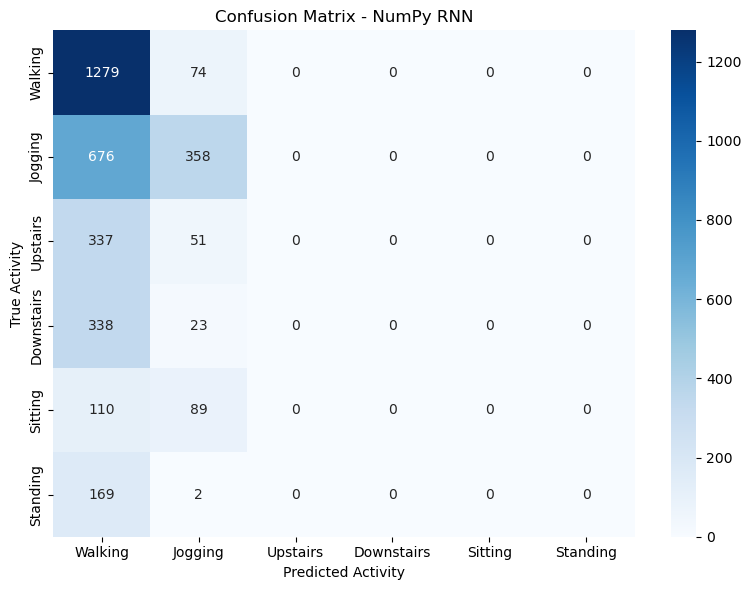 Confusion Matrix - NumPy RNN
True Activity
Walking 1279 74 0 0 0 0
Jogging 676 358 0 0 0 0
Upstairs 337 51 0 0 0 0
Downstairs 338 23 0 0 0 0
Sitting 110 89 0 0 0 0
Standing 169 2 0 0 0 0
Walking Jogging Upstairs Downstairs Sitting Standing
Predicted Activity
1200
1000
800
600
400
200
0